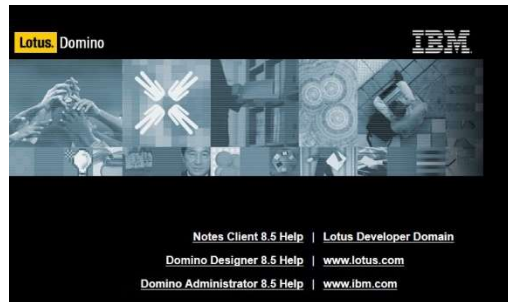 Lotus. Domino
IBM
Notes Client 8.5 Help | Lotus Developer Domain
Domino Designer 8.5 Help | www.lotus.com
Domino Administrator 8.5 Help | www.ibm.com